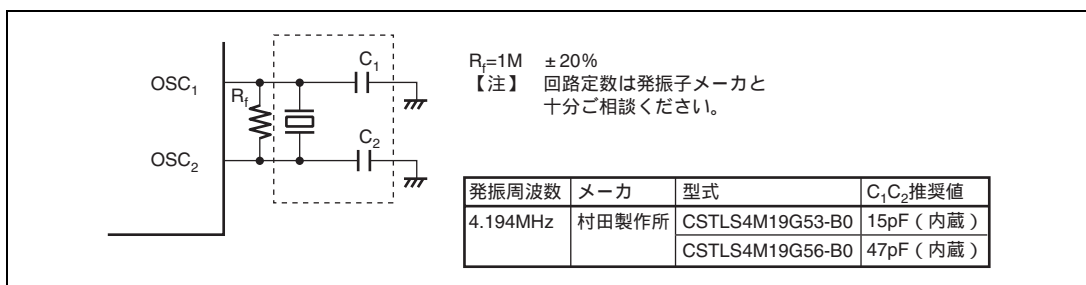 OSC₁
OSC₂
R_f
C₁
C₂
R_f=1M ±20%
【注】 回路定数は発振子メーカと
十分ご相談ください。
発振周波数 メーカ 型式 C₁C₂推奨値
4.194MHz 村田製作所 CSTLS4M19G53-B0 15pF（内蔵）
CSTLS4M19G56-B0 47pF（内蔵）